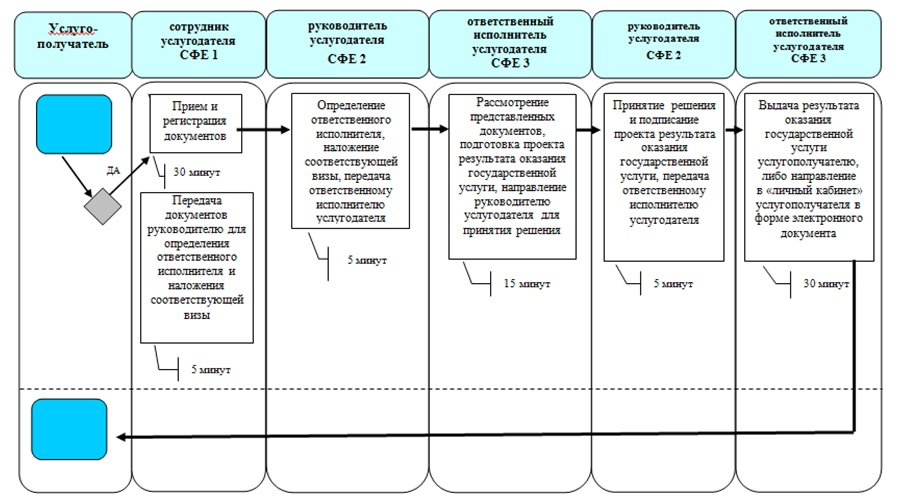 Услуго-
получатель
сотрудник
услугодателя
СФЕ 1
руководитель
услугодателя
СФЕ 2
ответственный
исполнитель
услугодателя
СФЕ 3
руководитель
услугодателя
СФЕ 2
ответственный
исполнитель
услугодателя
СФЕ 3
ДА
Прием и
регистрация
документов
30 минут
Передача
документов
руководителю для
определения
ответственного
исполнителя и
наложения
соответствующей
визы
5 минут
Определение
ответственного
исполнителя,
наложение
соответствующей
визы, передача
ответственному
исполнителю
услугодателя
5 минут
Рассмотрение
представленных
документов,
подготовка проекта
результата оказания
государственной
услуги, направление
руководителю
услугодателя для
принятия решения
15 минут
Принятие решения
и подписание
проекта результата
оказания
государственной
услуги, передача
ответственному
исполнителю
услугодателя
5 минут
Выдача результата
оказания
государственной
услуги
услугополучателю,
либо направление
в «личный кабинет»
услугополучателя в
форме электронного
документа
30 минут